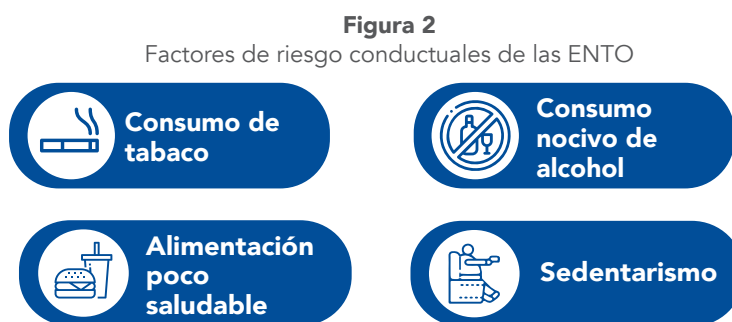 Figura 2
Factores de riesgo conductuales de las ENTO
Consumo de
tabaco
Consumo
nocivo de
alcohol
Alimentación
poco
saludable
Sedentarismo